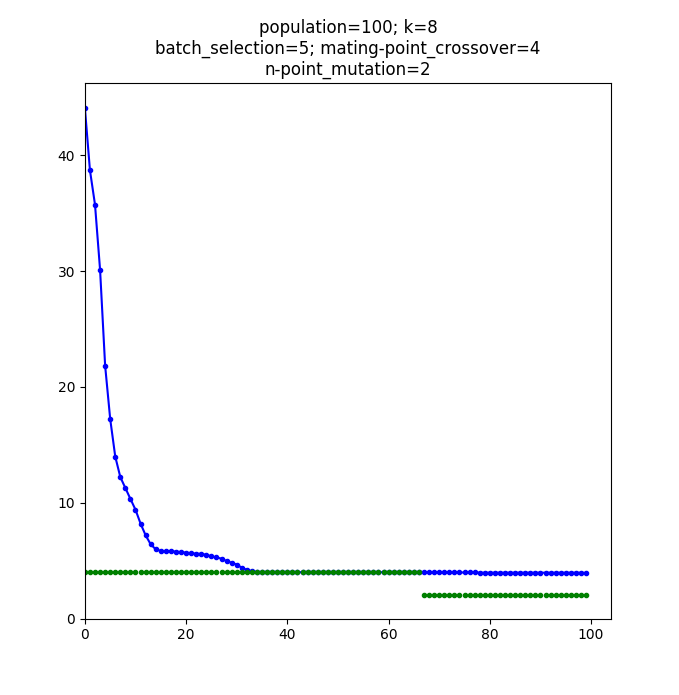 population=100; k=8
batch_selection=5; mating-point_crossover=4
n-point_mutation=2
40
30
20
10
0
0 20 40 60 80 100